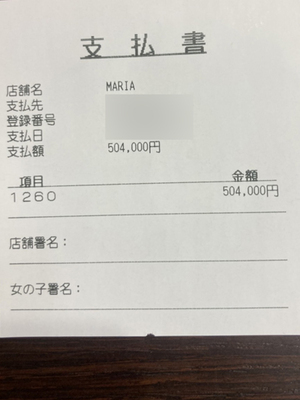 支払書
店舗名 MARIA
支払先
登録番号
支払日
支払額 504,000円
項目 金額
1260 504,000円
店舗署名：
女の子署名：